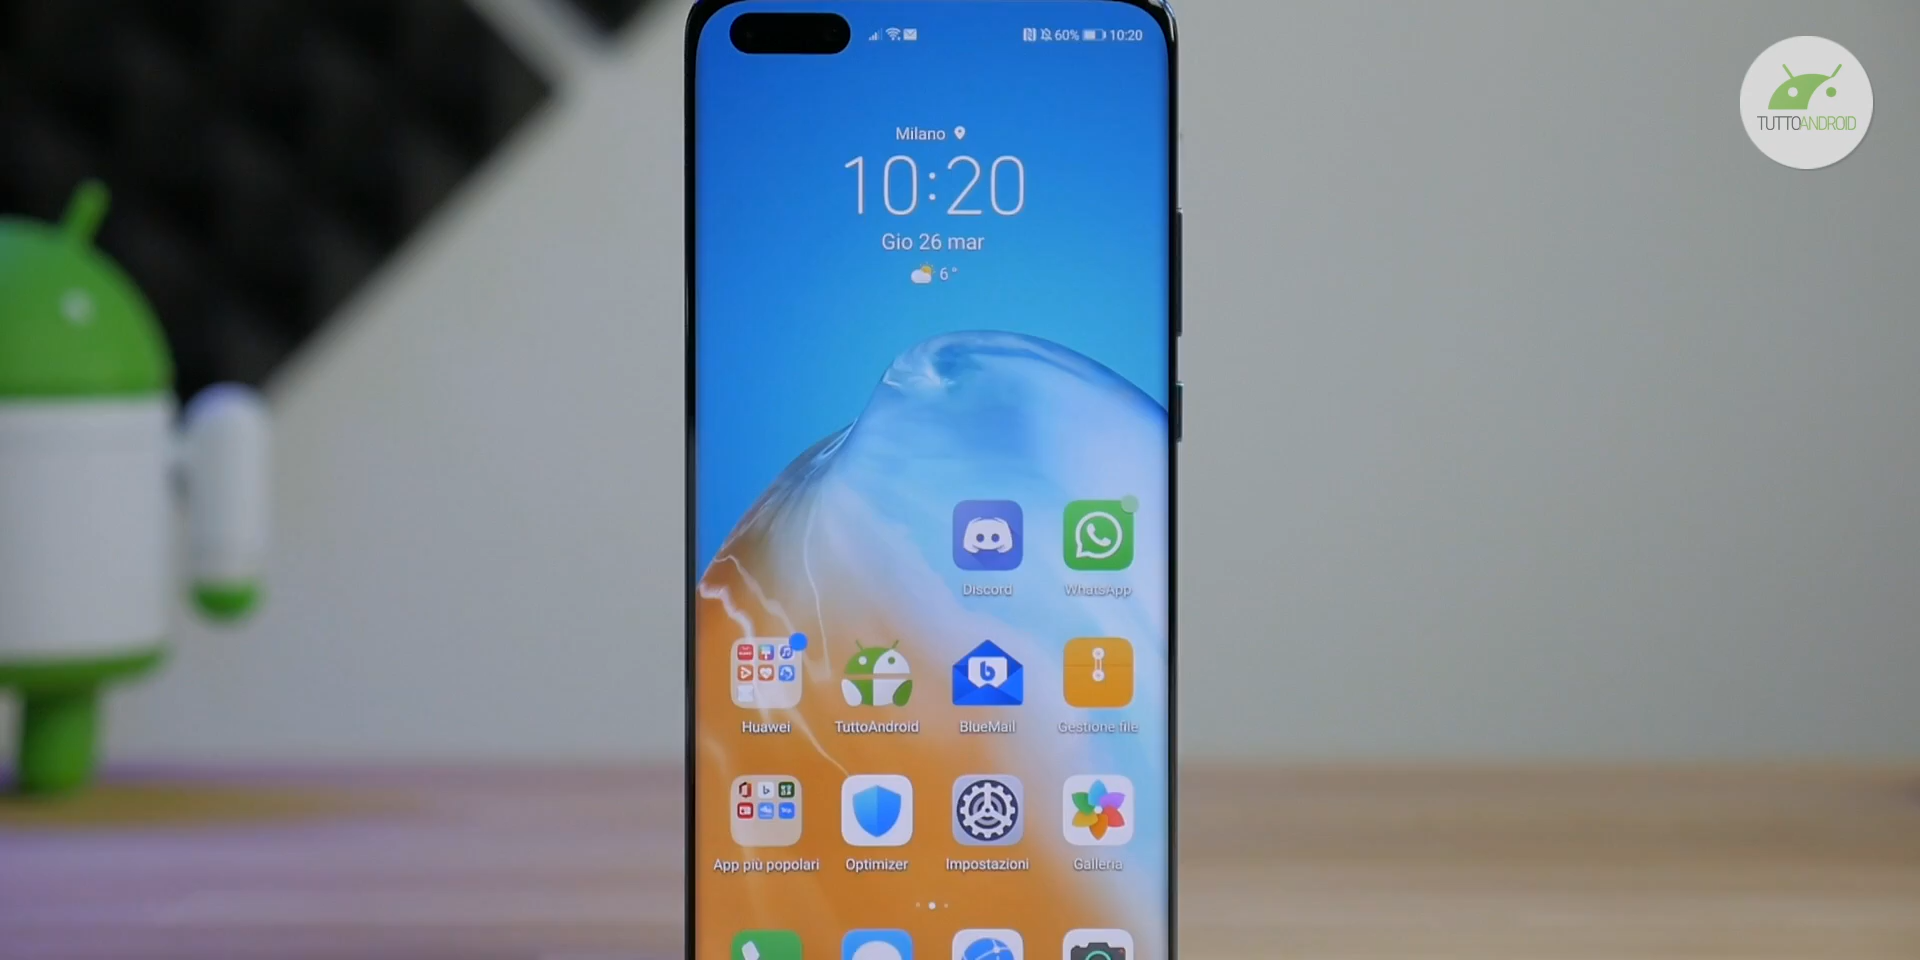 60% 10:20
TUTTOANDROID
Milano
10:20
Gio 26 mar
6°
Discord WhatsApp
Huawei TuttoAndroid BlueMail Gestione file
App più popolari Optimizer Impostazioni Galleria